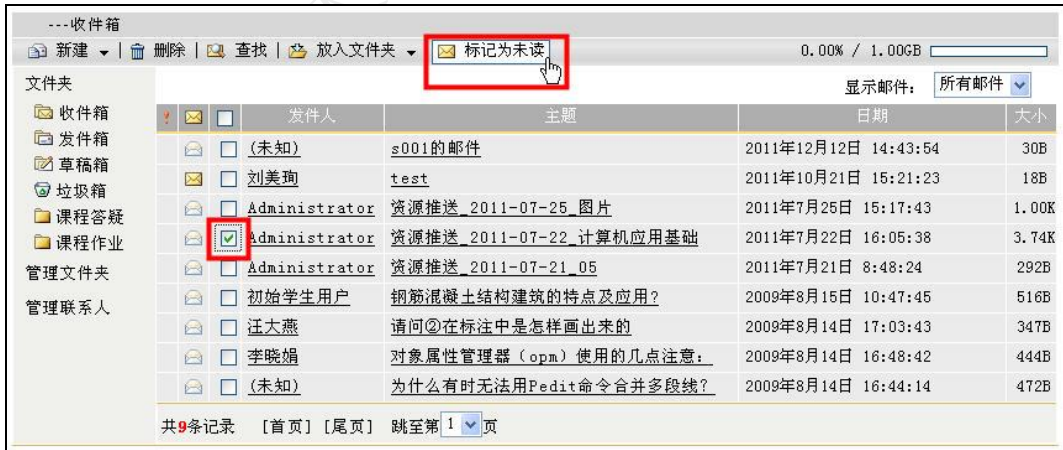 ---收件箱
新建 | 删除 | 查找 | 放入文件夹 标记为未读 0.00% / 1.00GB
文件夹 显示邮件: 所有邮件
收件箱
发件箱
草稿箱
垃圾箱
课程答疑
课程作业
管理文件夹
管理联系人
! 发件人 主题 日期 大小
(未知) s001的邮件 2011年12月12日 14:43:54 30B
刘美珣 test 2011年10月21日 15:21:23 18B
Administrator 资源推送_2011-07-25_图片 2011年7月25日 15:17:43 1.00K
Administrator 资源推送_2011-07-22_计算机应用基础 2011年7月22日 16:05:38 3.74K
Administrator 资源推送_2011-07-21_05 2011年7月21日 8:48:24 292B
初始学生用户 钢筋混凝土结构建筑的特点及应用? 2009年8月15日 10:47:45 516B
汪大燕 请问②在标注中是怎样画出来的 2009年8月14日 17:03:43 347B
李晓娟 对象属性管理器（opm）使用的几点注意: 2009年8月14日 16:48:42 444B
(未知) 为什么有时无法用Pedit命令合并多段线? 2009年8月14日 16:44:14 472B
共9条记录 [首页] [尾页] 跳至第 1 页